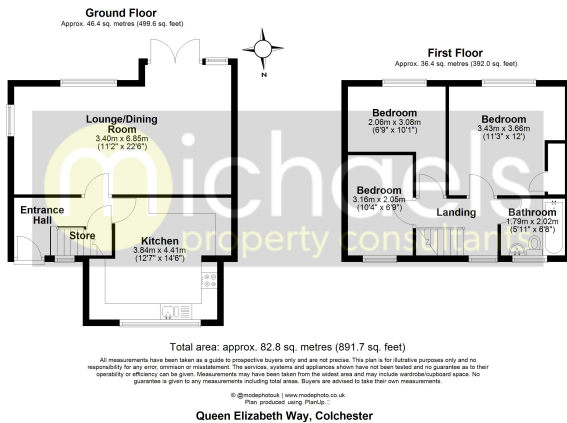 Ground Floor
Approx. 46.4 sq. metres (499.6 sq. feet)
N
First Floor
Approx. 36.4 sq. metres (392.0 sq. feet)
Lounge/Dining
Room
3.40m x 6.85m
(11'2" x 22'6")
Entrance
Hall
Store
Kitchen
3.84m x 4.41m
(12'7" x 14'6")
Bedroom
2.06m x 3.08m
(6'9" x 10'1")
Bedroom
3.43m x 3.66m
(11'3" x 12')
Bedroom
3.16m x 2.05m
(10'4" x 6'9")
Landing
Bathroom
1.79m x 2.02m
(5'11" x 6'8")
michaels
property consultants
Total area: approx. 82.8 sq. metres (891.7 sq. feet)
All measurements have been taken as a guide to prospective buyers only and are not precise. This plan is for illutrative purposes only and no
responsibility for any error, ommision or misstatement. The services, systems and appliances shown have not been tested and no guarantee as to their
operability or efficiency can be given. Measurements may have been taken from the widest area and may include wardrobe/cupboard space. No
guarantee is given to any measurements including total areas. Buyers are advised to take their own measurements.
© @modephotouk | www.modephoto.co.uk
Plan produced using PlanUp.
Queen Elizabeth Way, Colchester